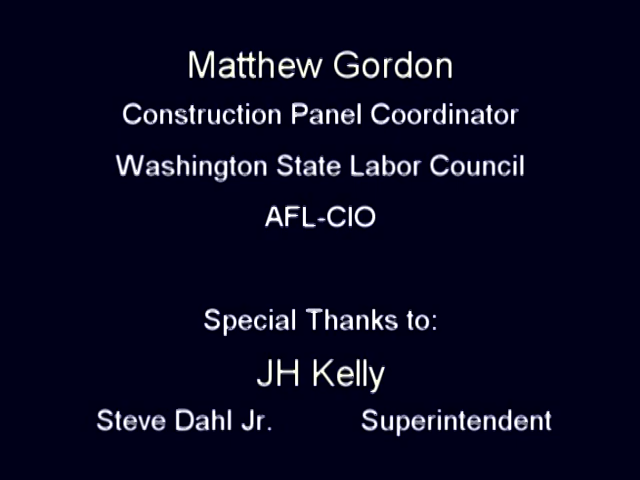 Matthew Gordon
Construction Panel Coordinator
Washington State Labor Council
AFL-CIO
Special Thanks to:
JH Kelly
Steve Dahl Jr. Superintendent